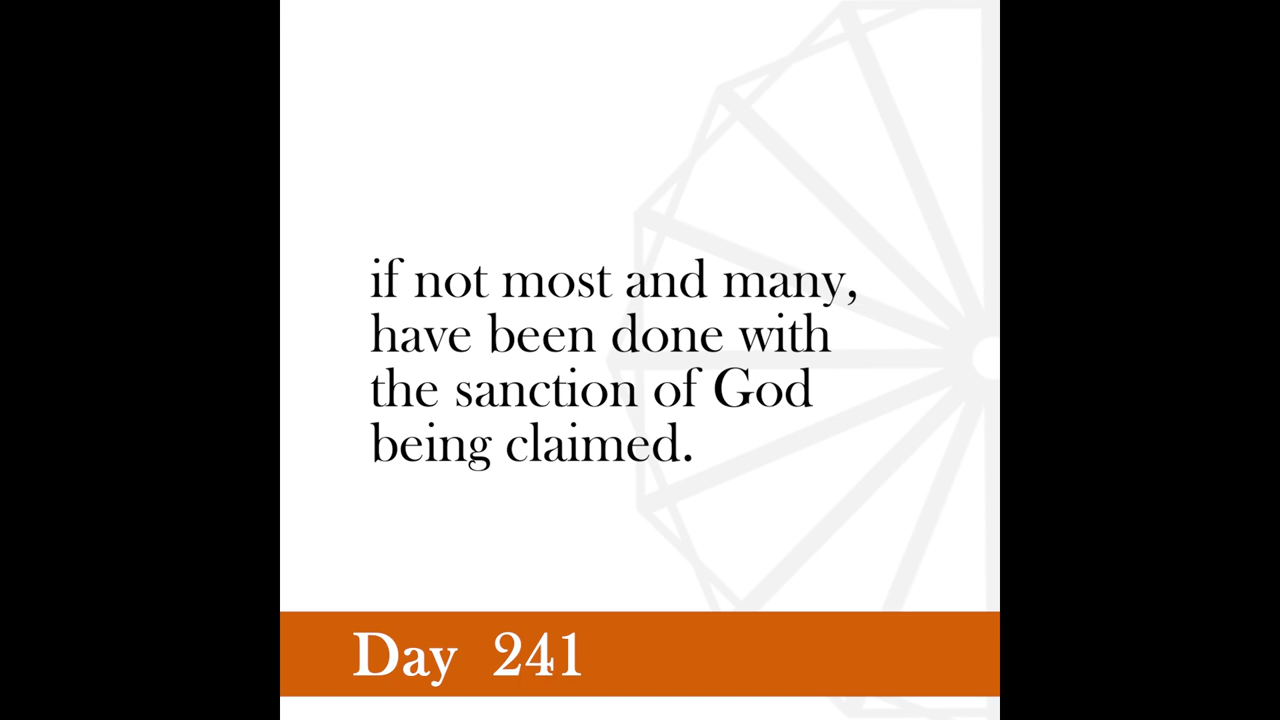 if not most and many,
have been done with
the sanction of God
being claimed.
Day 241